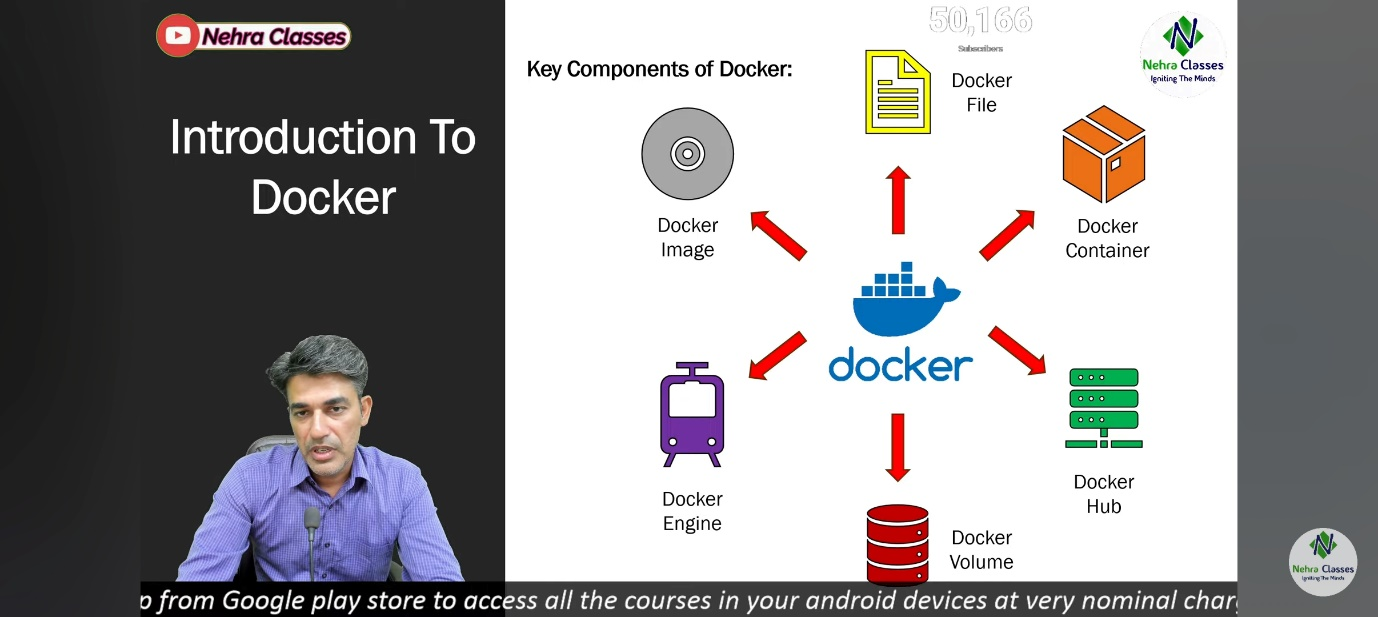 Nehra Classes
Introduction To
Docker
50,166
Subscribers
Nehra Classes
Igniting The Minds
Key Components of Docker:
Docker
File
Docker
Image
Docker
Container
docker
Docker
Engine
Docker
Hub
Docker
Volume
Nehra Classes
Igniting The Minds
from Google play store to access all the courses in your android devices at very nominal